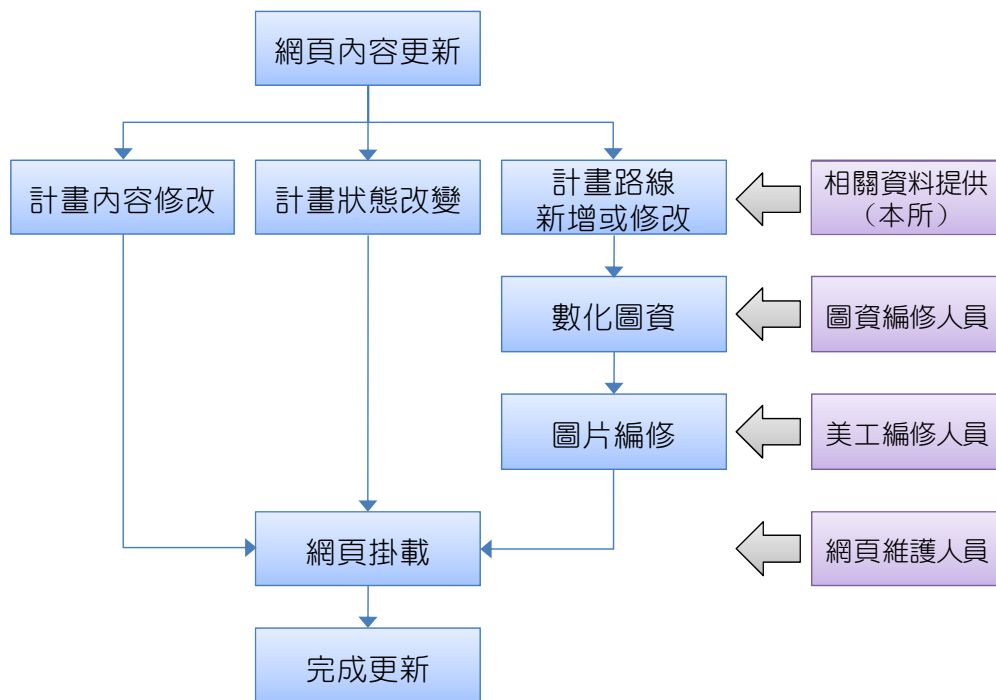 網頁內容更新
計畫內容修改
計畫狀態改變
計畫路線
新增或修改
相關資料提供
（本所）
數化圖資
圖資編修人員
圖片編修
美工編修人員
網頁掛載
網頁維護人員
完成更新